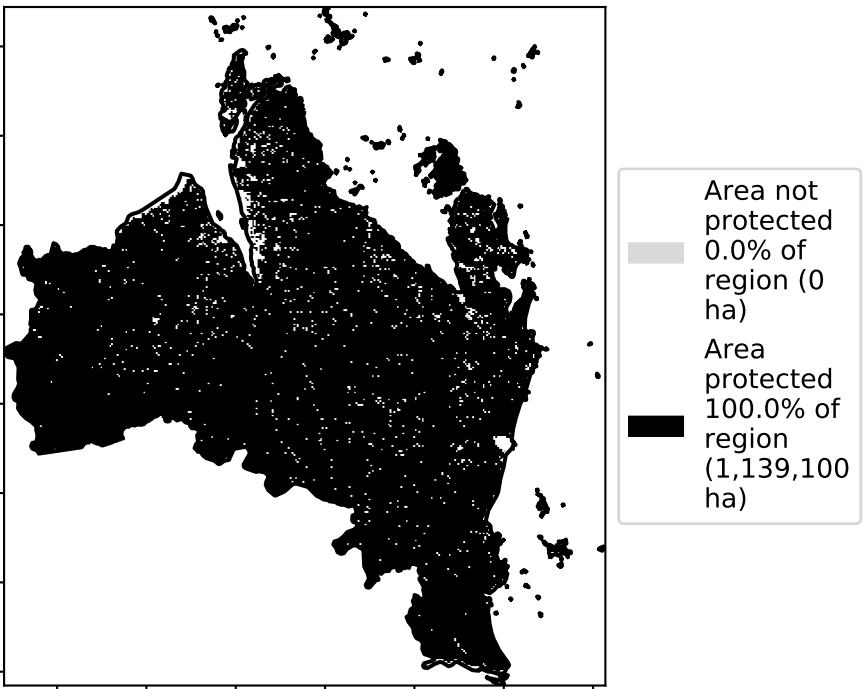 Area not
protected
0.0% of
region (0
ha)
Area
protected
100.0% of
region
(1,139,100
ha)